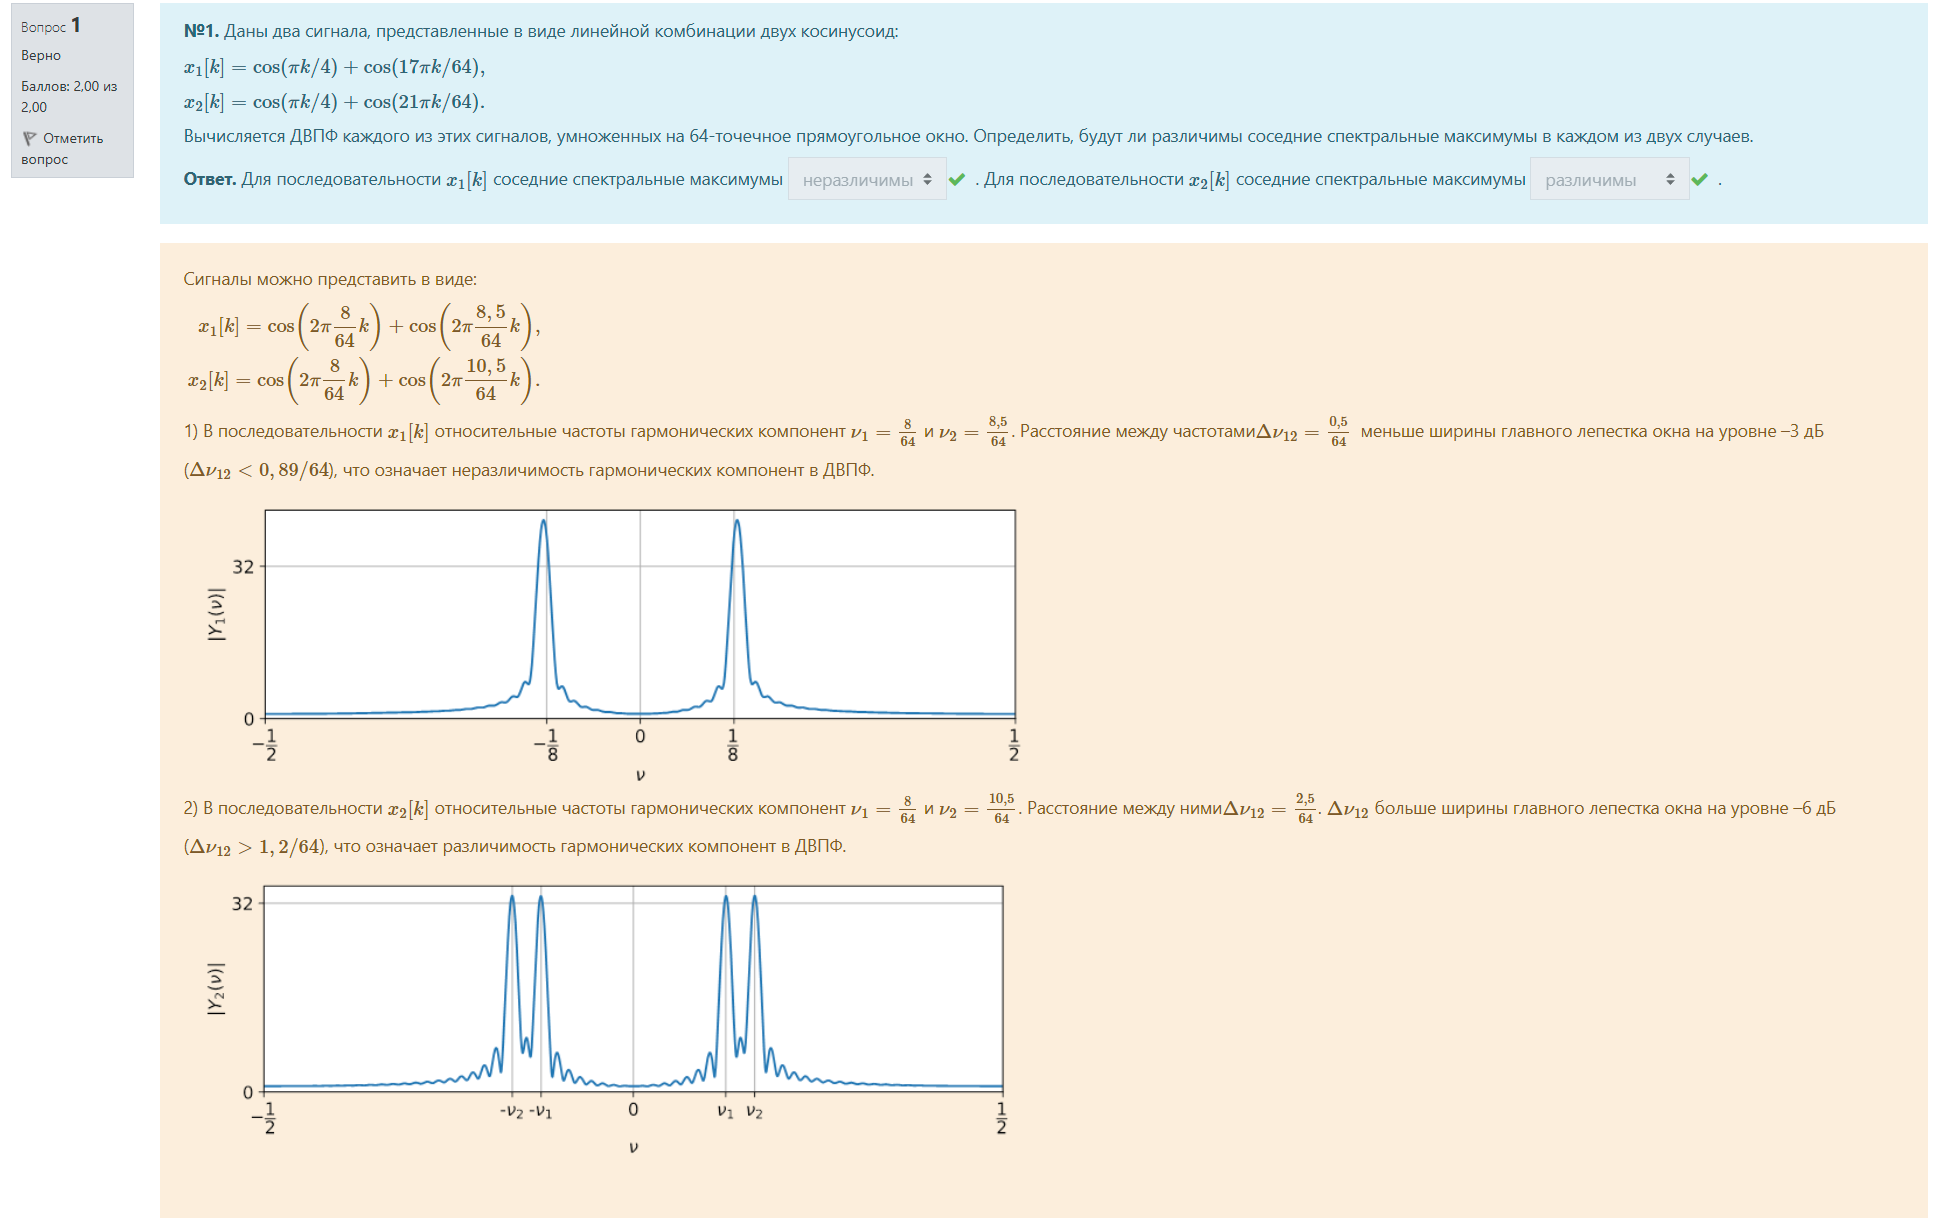 Вопрос 1
Верно
Баллов: 2,00 из
2,00
Отметить
вопрос
№1. Даны два сигнала, представленные в виде линейной комбинации двух косинусоид:
x₁[k] = cos(πk/4) + cos(17πk/64),
x₂[k] = cos(πk/4) + cos(21πk/64).
Вычисляется ДВПФ каждого из этих сигналов, умноженных на 64-точечное прямоугольное окно. Определить, будут ли различимы соседние спектральные максимумы в каждом из двух случаев.
Ответ. Для последовательности x₁[k] соседние спектральные максимумы неразличимы . Для последовательности x₂[k] соседние спектральные максимумы различимы .
Сигналы можно представить в виде:
x₁[k] = cos(2π 8/64 k) + cos(2π 8,5/64 k),
x₂[k] = cos(2π 8/64 k) + cos(2π 10,5/64 k).
1) В последовательности x₁[k] относительные частоты гармонических компонент ν₁ = 8/64 и ν₂ = 8,5/64. Расстояние между частотамиΔν₁₂ = 0,5/64 меньше ширины главного лепестка окна на уровне –3 дБ
(Δν₁₂ < 0,89/64), что означает неразличимость гармонических компонент в ДВПФ.
32
|Y₁(ν)|
0
−1/2 −1/8 0 1/8 1/2
ν
2) В последовательности x₂[k] относительные частоты гармонических компонент ν₁ = 8/64 и ν₂ = 10,5/64. Расстояние между нимиΔν₁₂ = 2,5/64. Δν₁₂ больше ширины главного лепестка окна на уровне –6 дБ
(Δν₁₂ > 1,2/64), что означает различимость гармонических компонент в ДВПФ.
32
|Y₂(ν)|
0
−1/2 -ν₂ -ν₁ 0 ν₁ ν₂ 1/2
ν